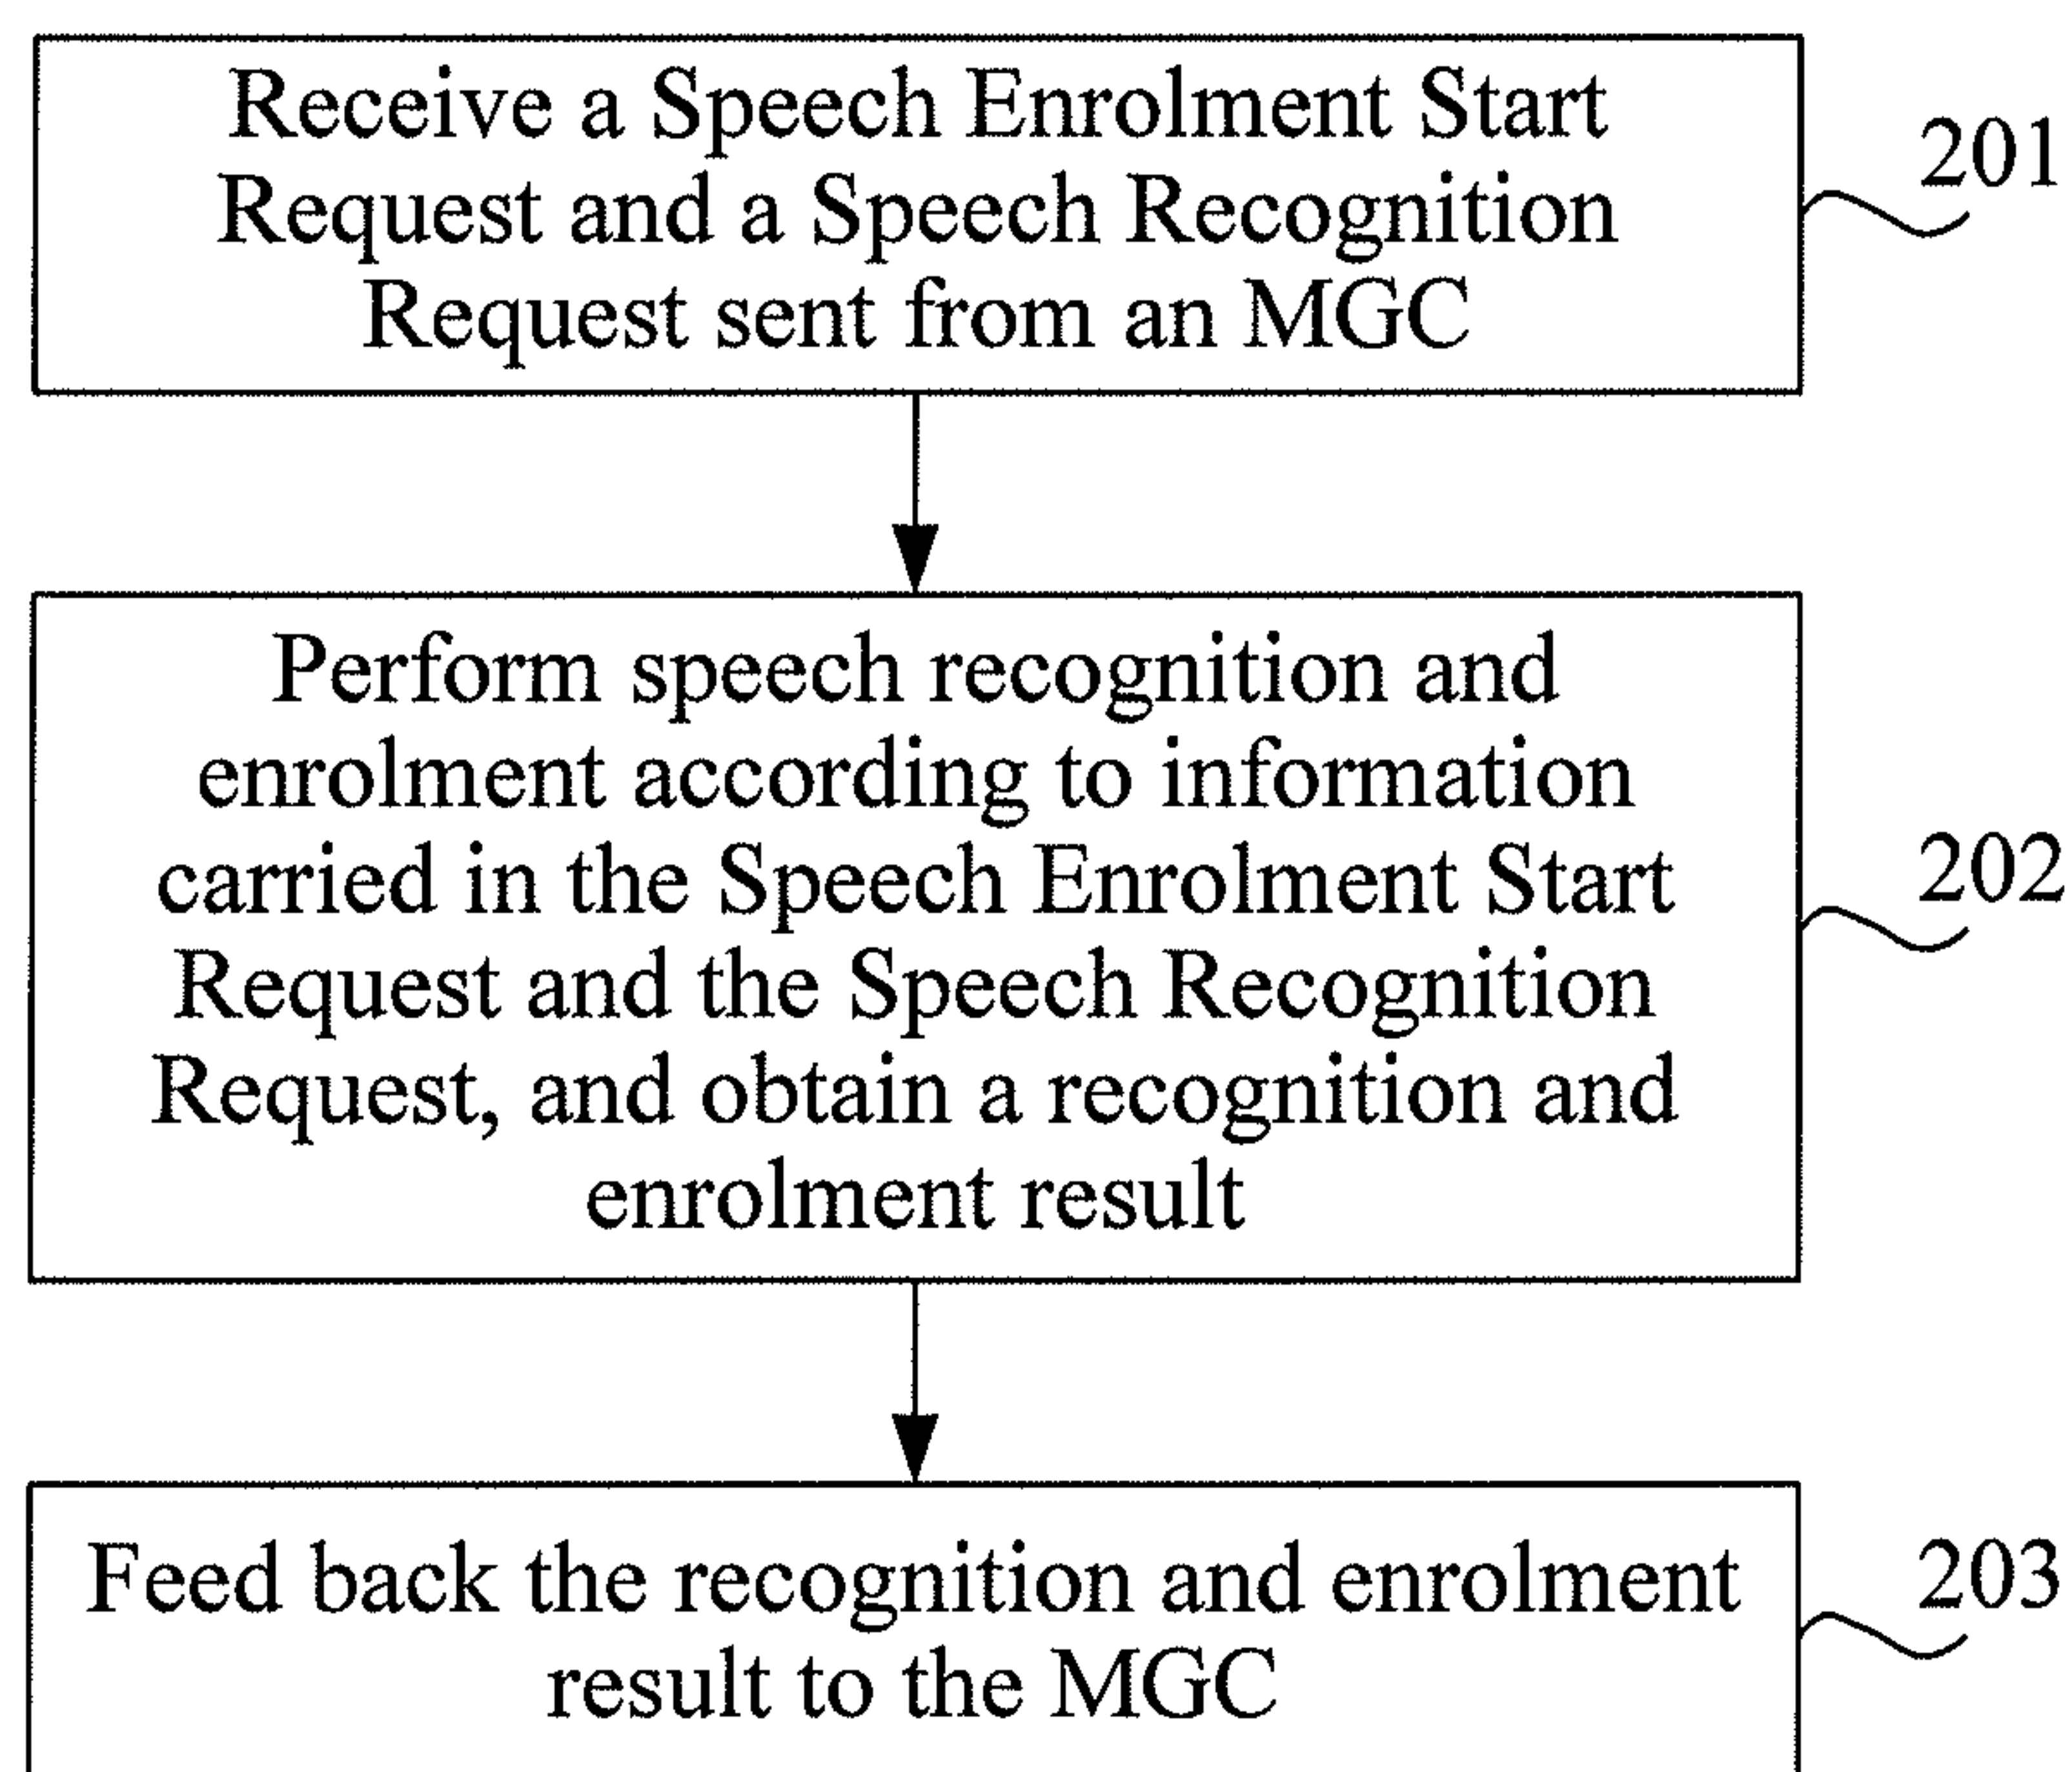 Receive a Speech Enrolment Start
Request and a Speech Recognition
Request sent from an MGC
201
Perform speech recognition and
enrolment according to information
carried in the Speech Enrolment Start
Request and the Speech Recognition
Request, and obtain a recognition and
enrolment result
202
Feed back the recognition and enrolment
result to the MGC
203